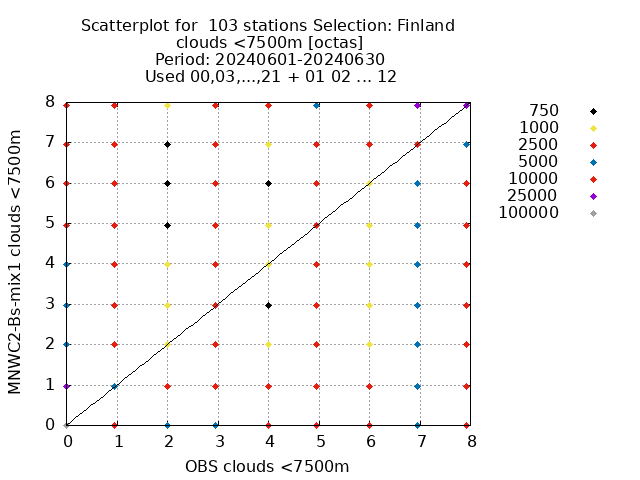 Scatterplot for  103 stations Selection: Finland
clouds <7500m [octas]
Period: 20240601-20240630
Used 00,03,...,21 + 01 02 ... 12
750
1000
2500
5000
10000
25000
100000
MNWC2-Bs-mix1 clouds <7500m
8
7
6
5
4
3
2
1
0
0 1 2 3 4 5 6 7 8
OBS clouds <7500m